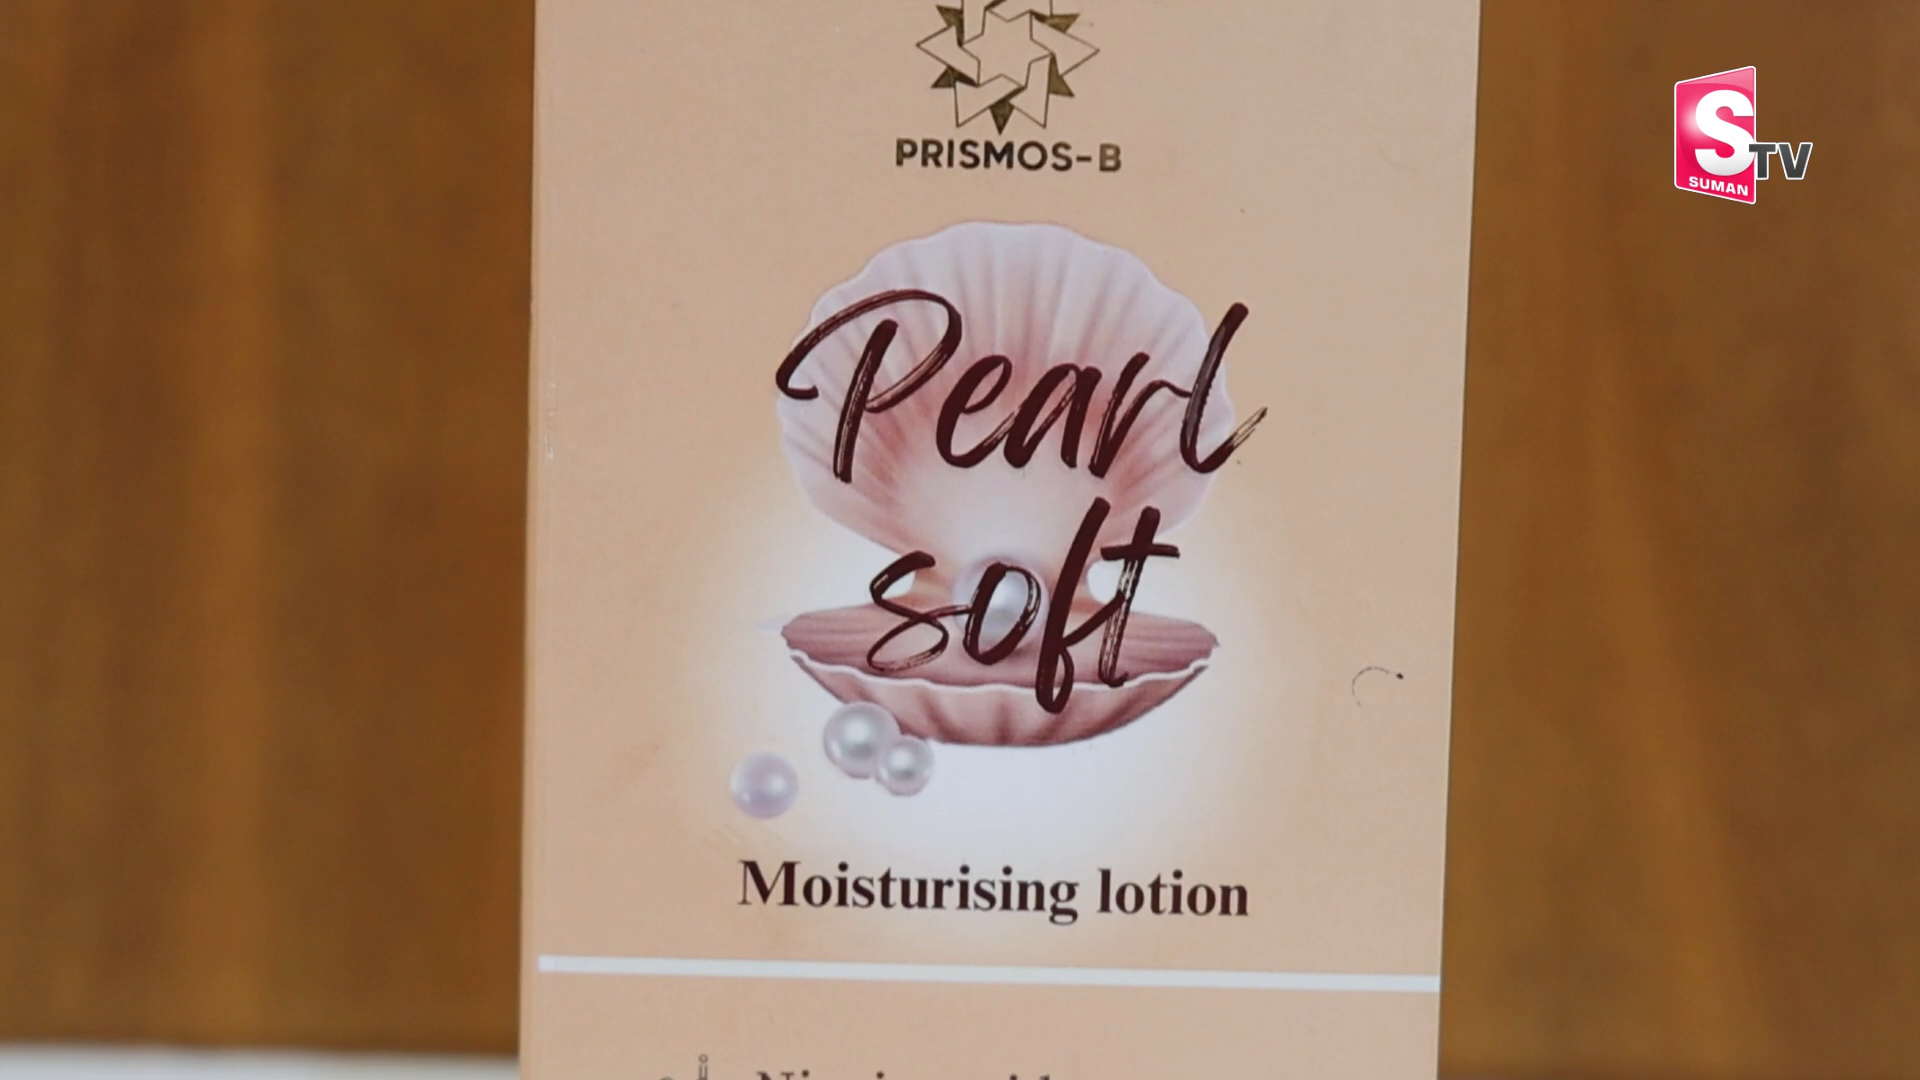 PRISMOS-B
S
TV
SUMAN
Pearl
soft
Moisturising lotion